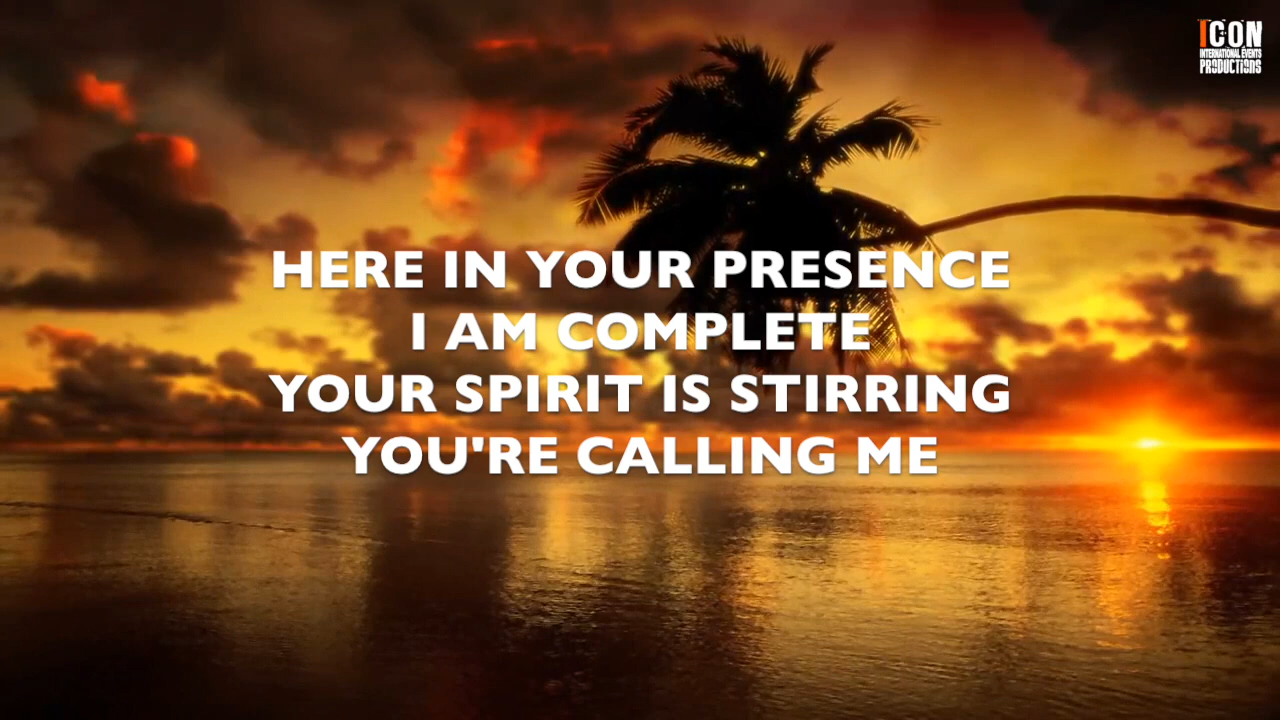 ICON
INTERNATIONAL EVENTS
PRODUCTIONS
HERE IN YOUR PRESENCE
I AM COMPLETE
YOUR SPIRIT IS STIRRING
YOU'RE CALLING ME